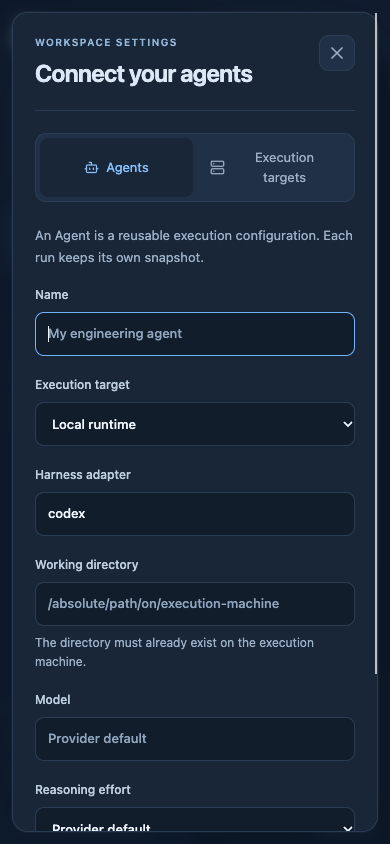 WORKSPACE SETTINGS
Connect your agents
Agents
Execution
targets
An Agent is a reusable execution configuration. Each
run keeps its own snapshot.
Name
My engineering agent
Execution target
Local runtime
Harness adapter
codex
Working directory
/absolute/path/on/execution-machine
The directory must already exist on the execution
machine.
Model
Provider default
Reasoning effort
Provider default